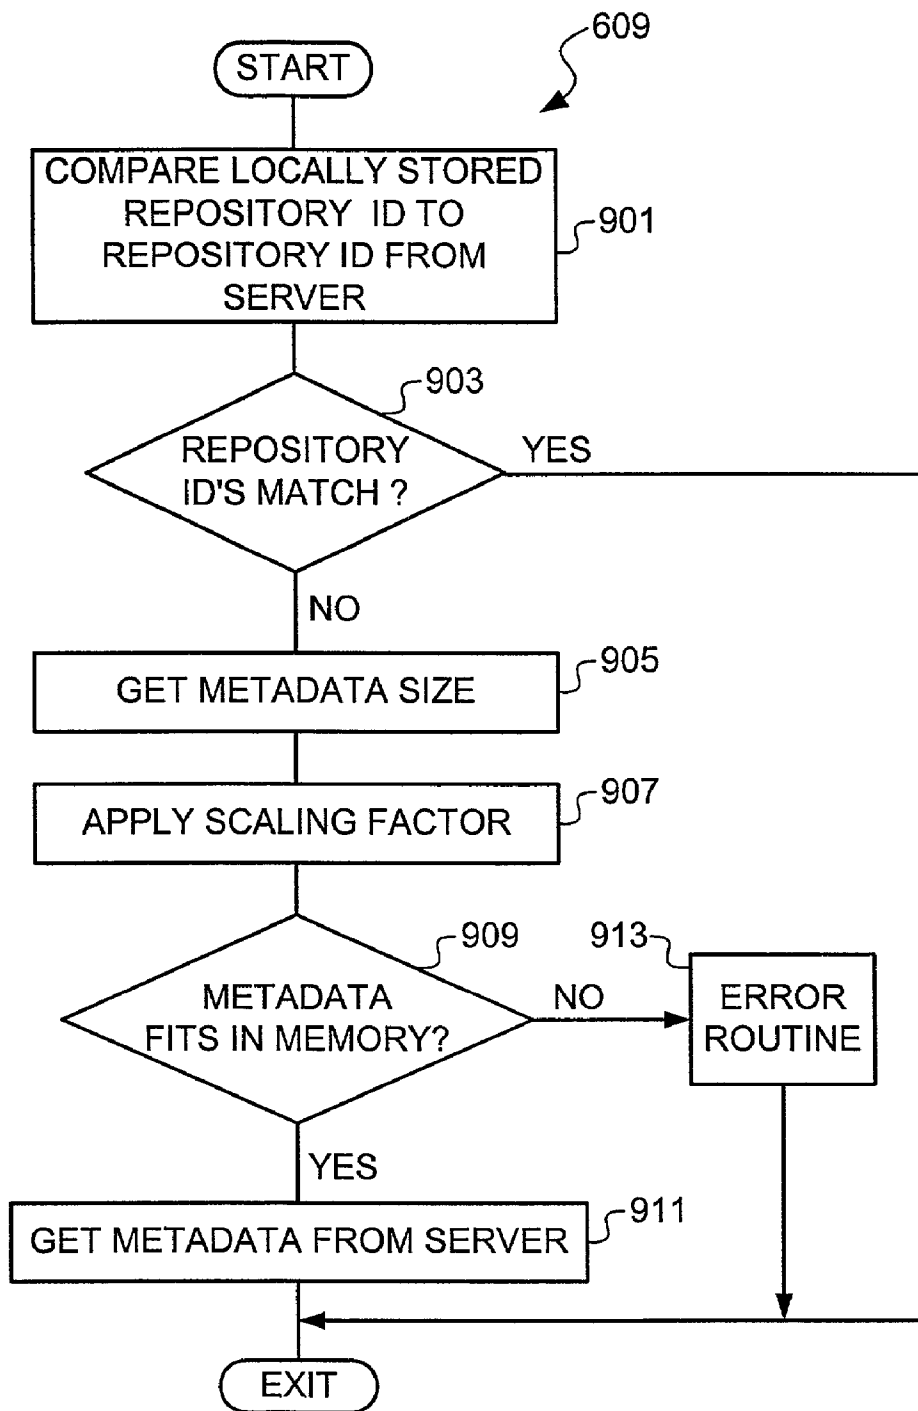 609
START
COMPARE LOCALLY STORED
REPOSITORY ID TO
REPOSITORY ID FROM
SERVER
901
903
REPOSITORY
ID'S MATCH ?
YES
NO
905
GET METADATA SIZE
907
APPLY SCALING FACTOR
909
913
METADATA
FITS IN MEMORY?
NO
ERROR
ROUTINE
YES
911
GET METADATA FROM SERVER
EXIT